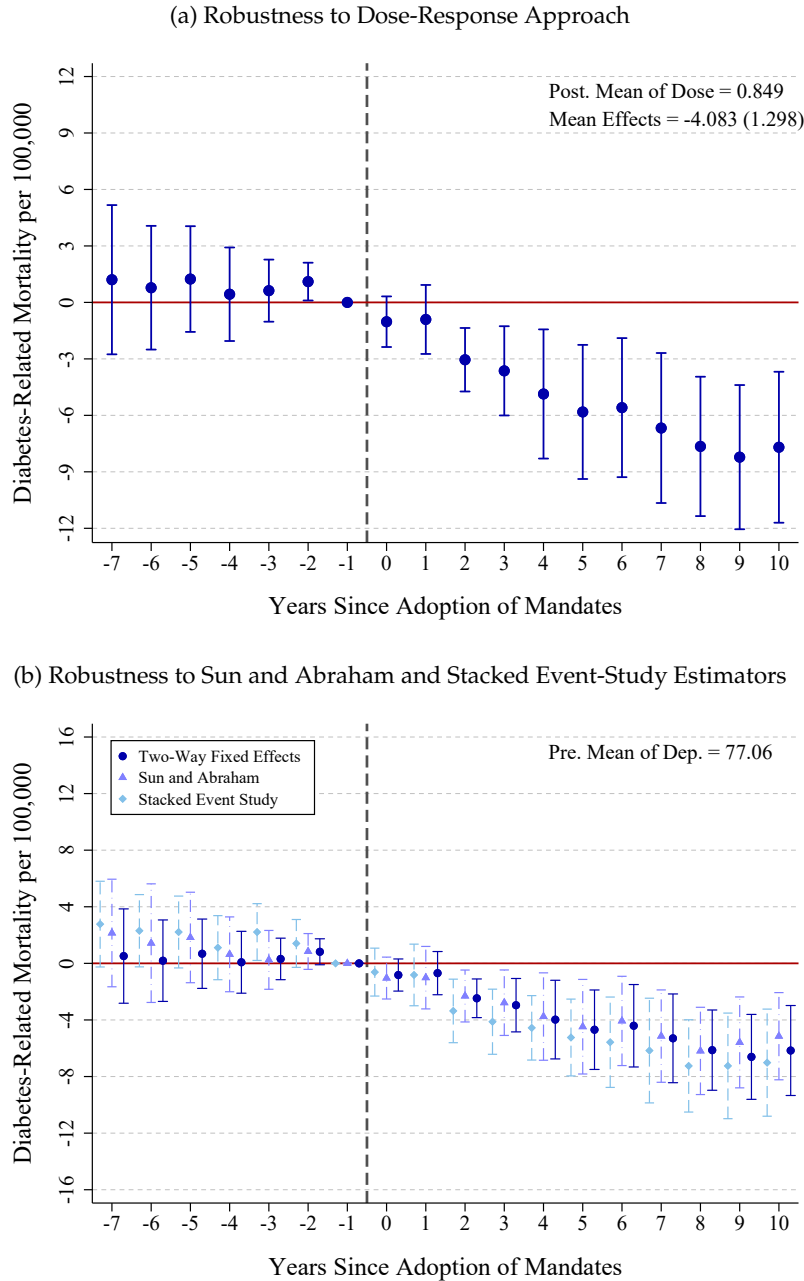 (a) Robustness to Dose-Response Approach
Diabetes-Related Mortality per 100,000
12
9
6
3
0
-3
-6
-9
-12
Post. Mean of Dose = 0.849
Mean Effects = -4.083 (1.298)
-7 -6 -5 -4 -3 -2 -1 0 1 2 3 4 5 6 7 8 9 10
Years Since Adoption of Mandates
(b) Robustness to Sun and Abraham and Stacked Event-Study Estimators
Diabetes-Related Mortality per 100,000
16
12
8
4
0
-4
-8
-12
-16
Two-Way Fixed Effects
Sun and Abraham
Stacked Event Study
Pre. Mean of Dep. = 77.06
-7 -6 -5 -4 -3 -2 -1 0 1 2 3 4 5 6 7 8 9 10
Years Since Adoption of Mandates